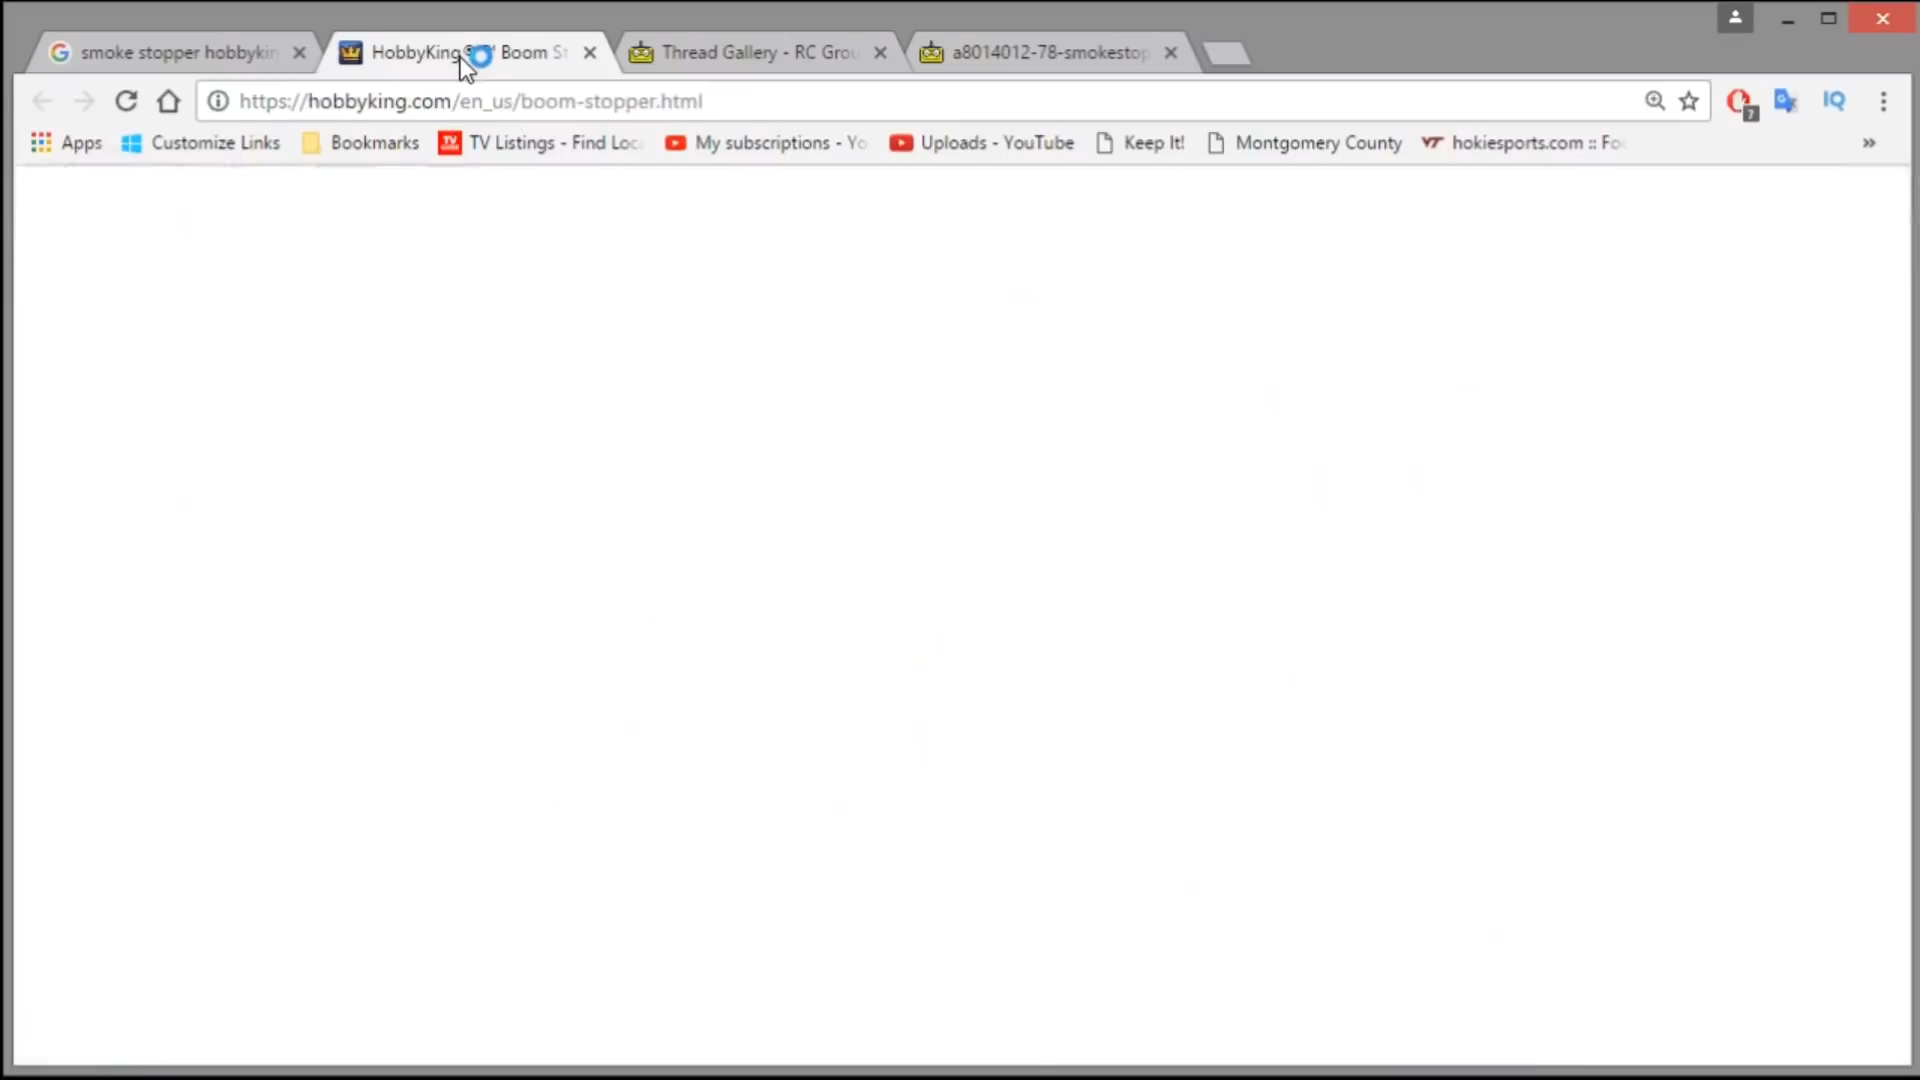 smoke stopper hobbykin
HobbyKing® Boom St
Thread Gallery - RC Grou
a8014012-78-smokestop
https://hobbyking.com/en_us/boom-stopper.html
7
IQ
Apps
Customize Links
Bookmarks
TV Listings - Find Loc
My subscriptions - Yo
Uploads - YouTube
Keep It!
Montgomery County
hokiesports.com :: Fo
»